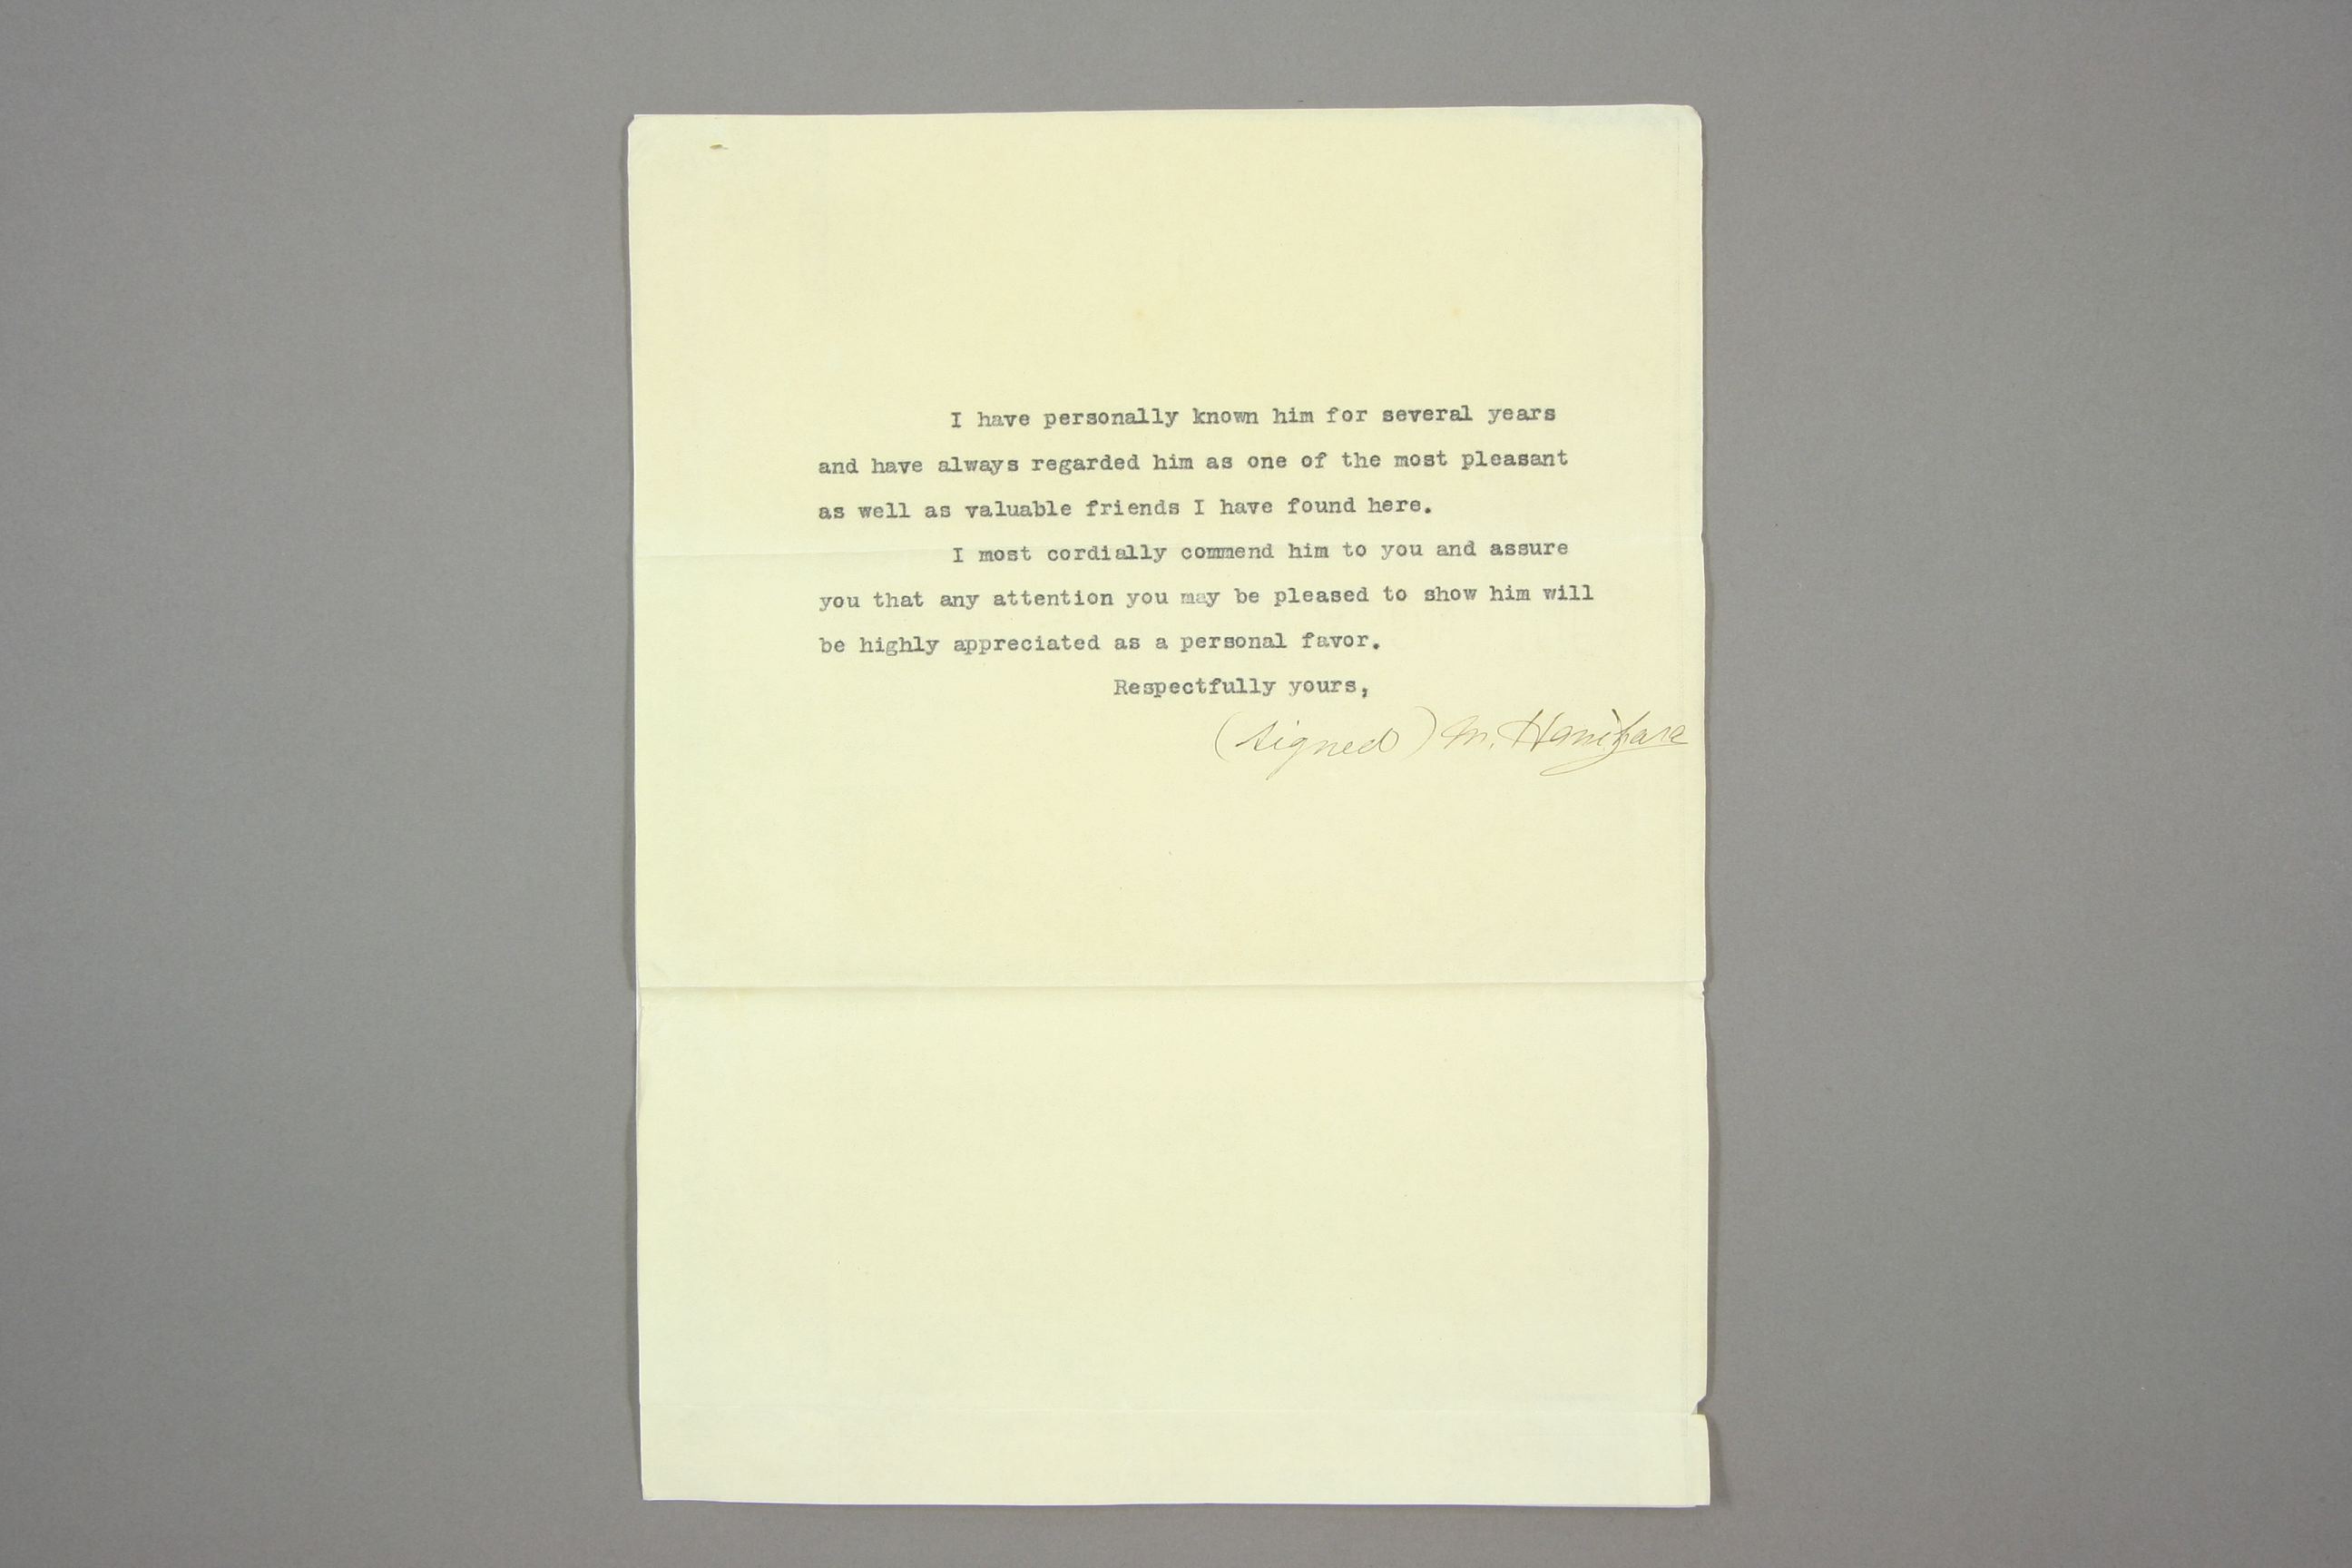 I have personally known him for several years
and have always regarded him as one of the most pleasant
as well as valuable friends I have found here.
I most cordially commend him to you and assure
you that any attention you may be pleased to show him will
be highly appreciated as a personal favor.
Respectfully yours,
(Signed) M. Hanihara